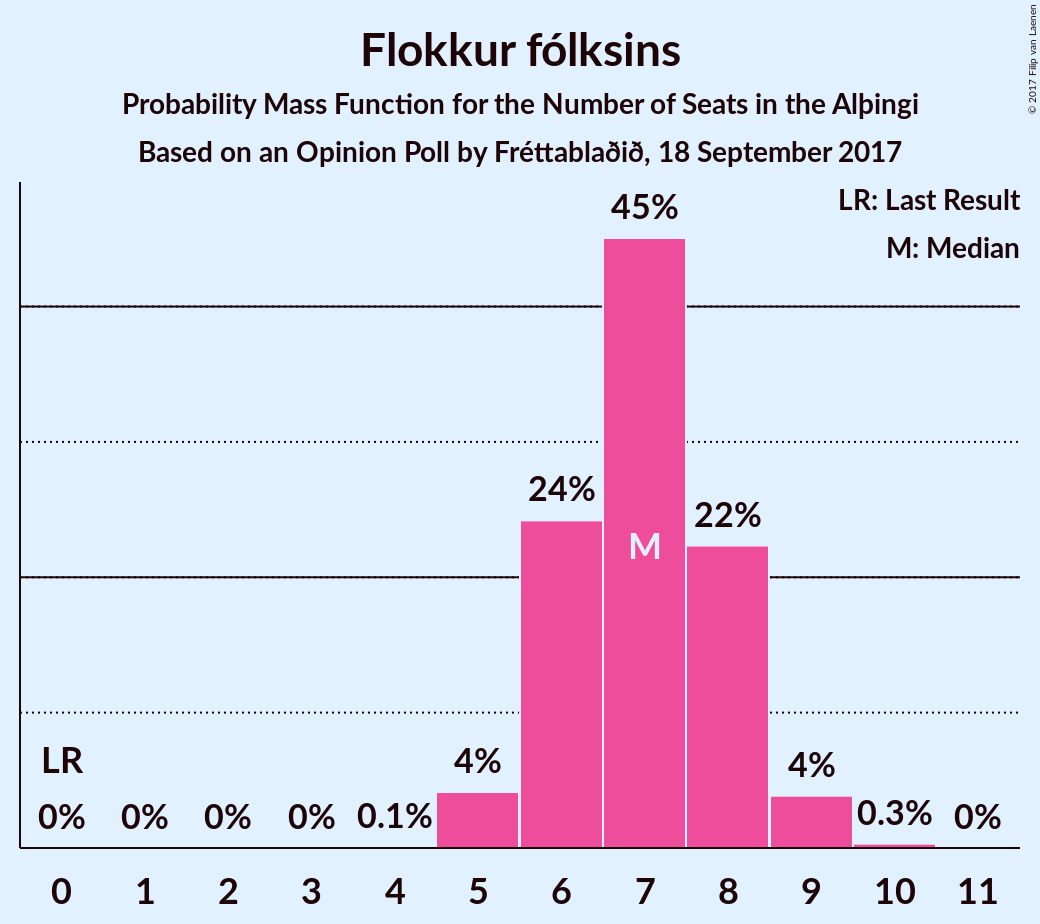 Flokkur fólksins
Probability Mass Function for the Number of Seats in the Alþingi
Based on an Opinion Poll by Fréttablaðið, 18 September 2017
© 2017 Filip van Laenen
LR: Last Result
M: Median
45%
24%
22%
M
LR
4%
4%
0% 0% 0% 0% 0.1% 0.3% 0%
0 1 2 3 4 5 6 7 8 9 10 11